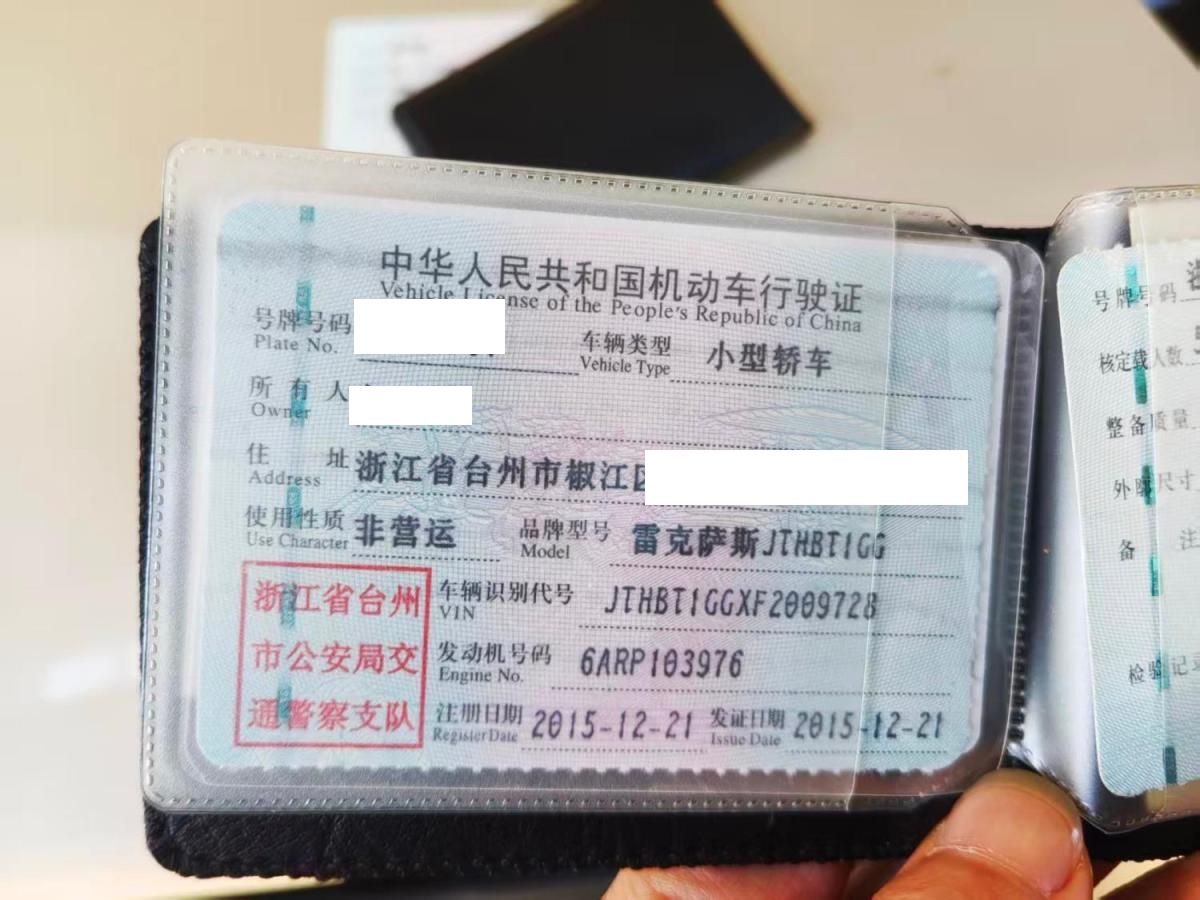 中华人民共和国机动车行驶证
Vehicle License of the People's Republic of China
号牌号码
Plate No.
车辆类型 小型轿车
Vehicle Type
所有人
Owner
住址 浙江省台州市椒江区
Address
使用性质 非营运
Use Character
品牌型号 雷克萨斯JTHBT1GG
Model
浙江省台州
市公安局交
通警察支队
车辆识别代号 JTHBT1GGXF2009728
VIN
发动机号码 6ARP103976
Engine No.
注册日期 2015-12-21 发证日期 2015-12-21
Register Date Issue Date
号牌号码
核定载人数
整备质量
外廓尺寸
备注
检验记